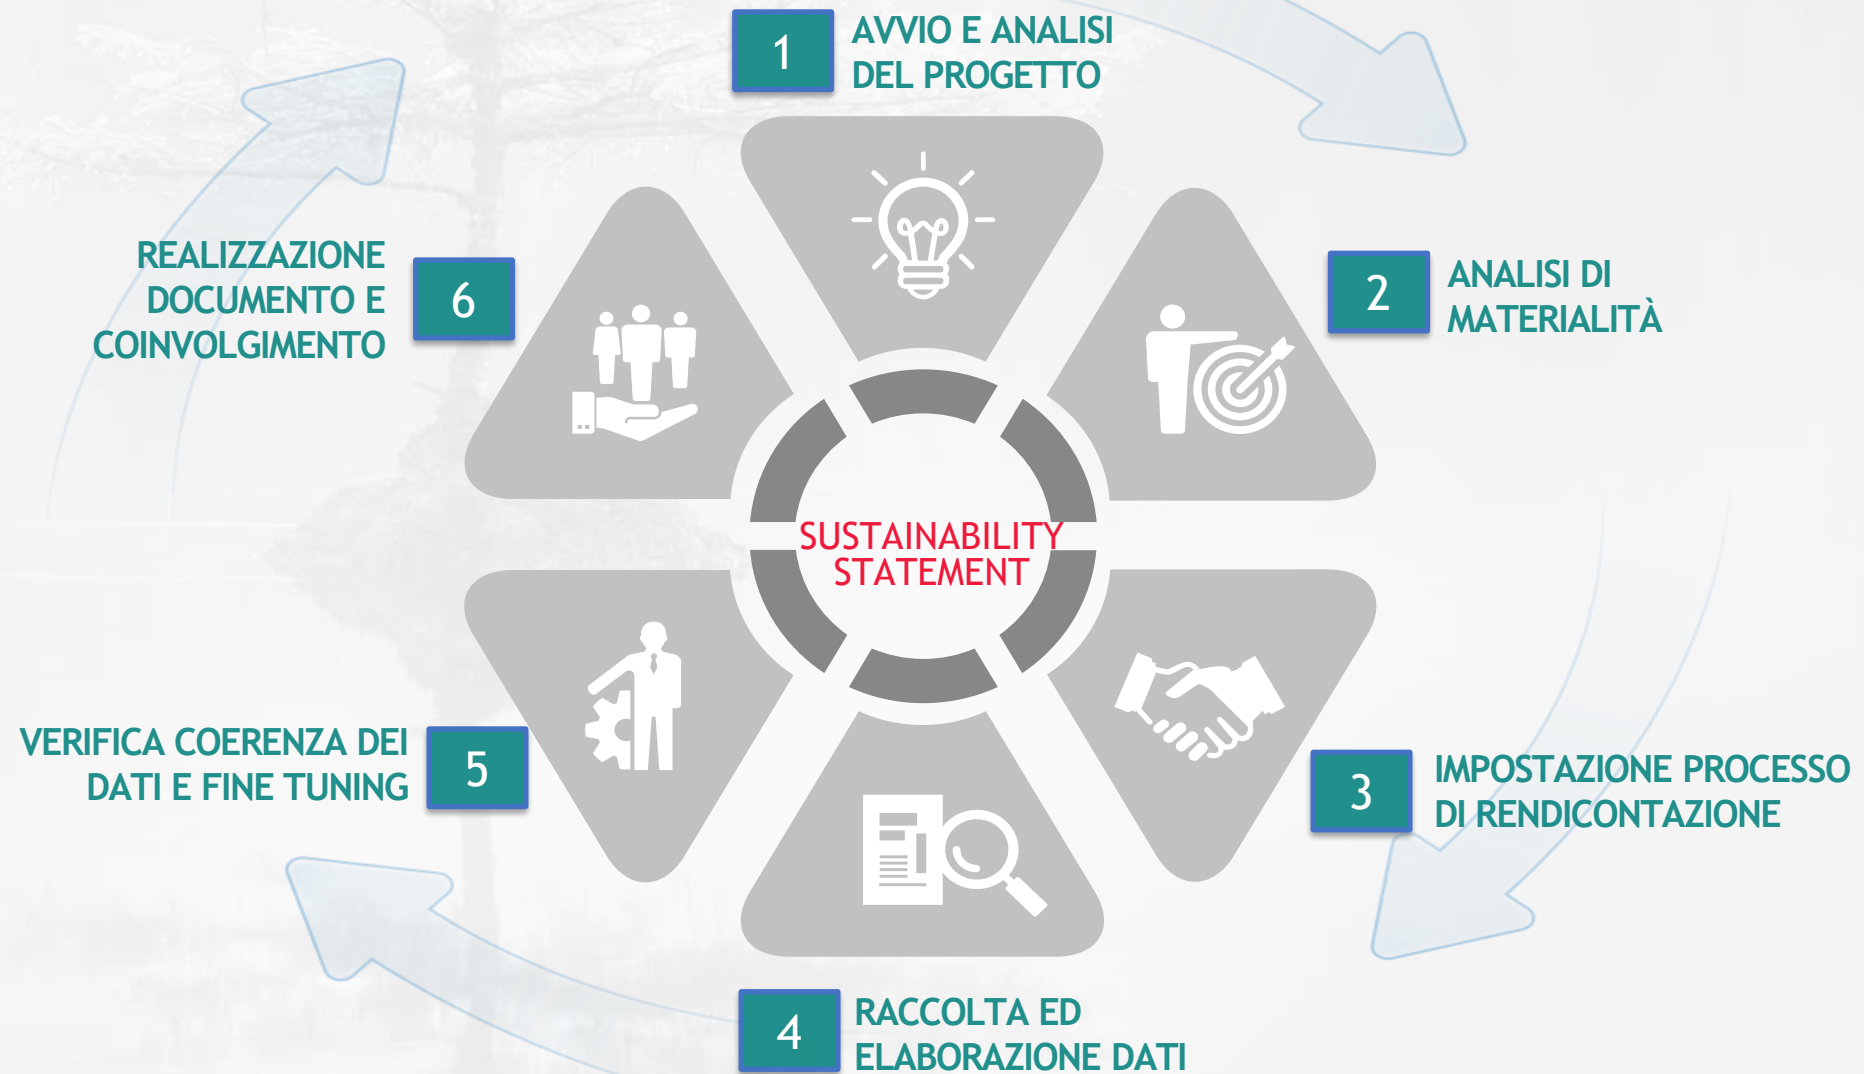 1
AVVIO E ANALISI
DEL PROGETTO
2
ANALISI DI
MATERIALITÀ
3
IMPOSTAZIONE PROCESSO
DI RENDICONTAZIONE
4
RACCOLTA ED
ELABORAZIONE DATI
5
VERIFICA COERENZA DEI
DATI E FINE TUNING
6
REALIZZAZIONE
DOCUMENTO E
COINVOLGIMENTO
SUSTAINABILITY
STATEMENT